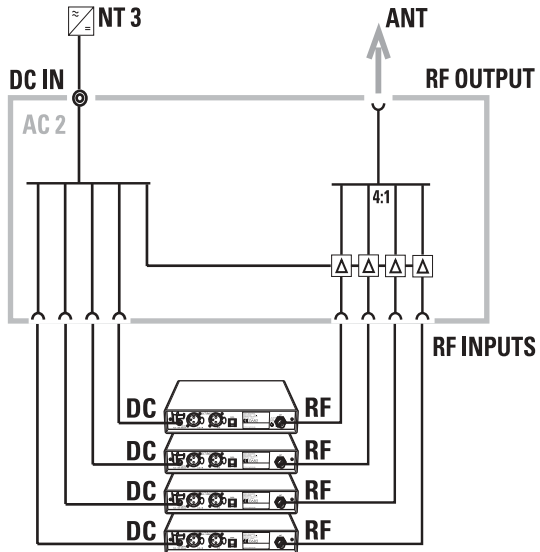 NT 3
ANT
DC IN
RF OUTPUT
AC 2
4:1
RF INPUTS
DC
RF
DC
RF
DC
RF
DC
RF